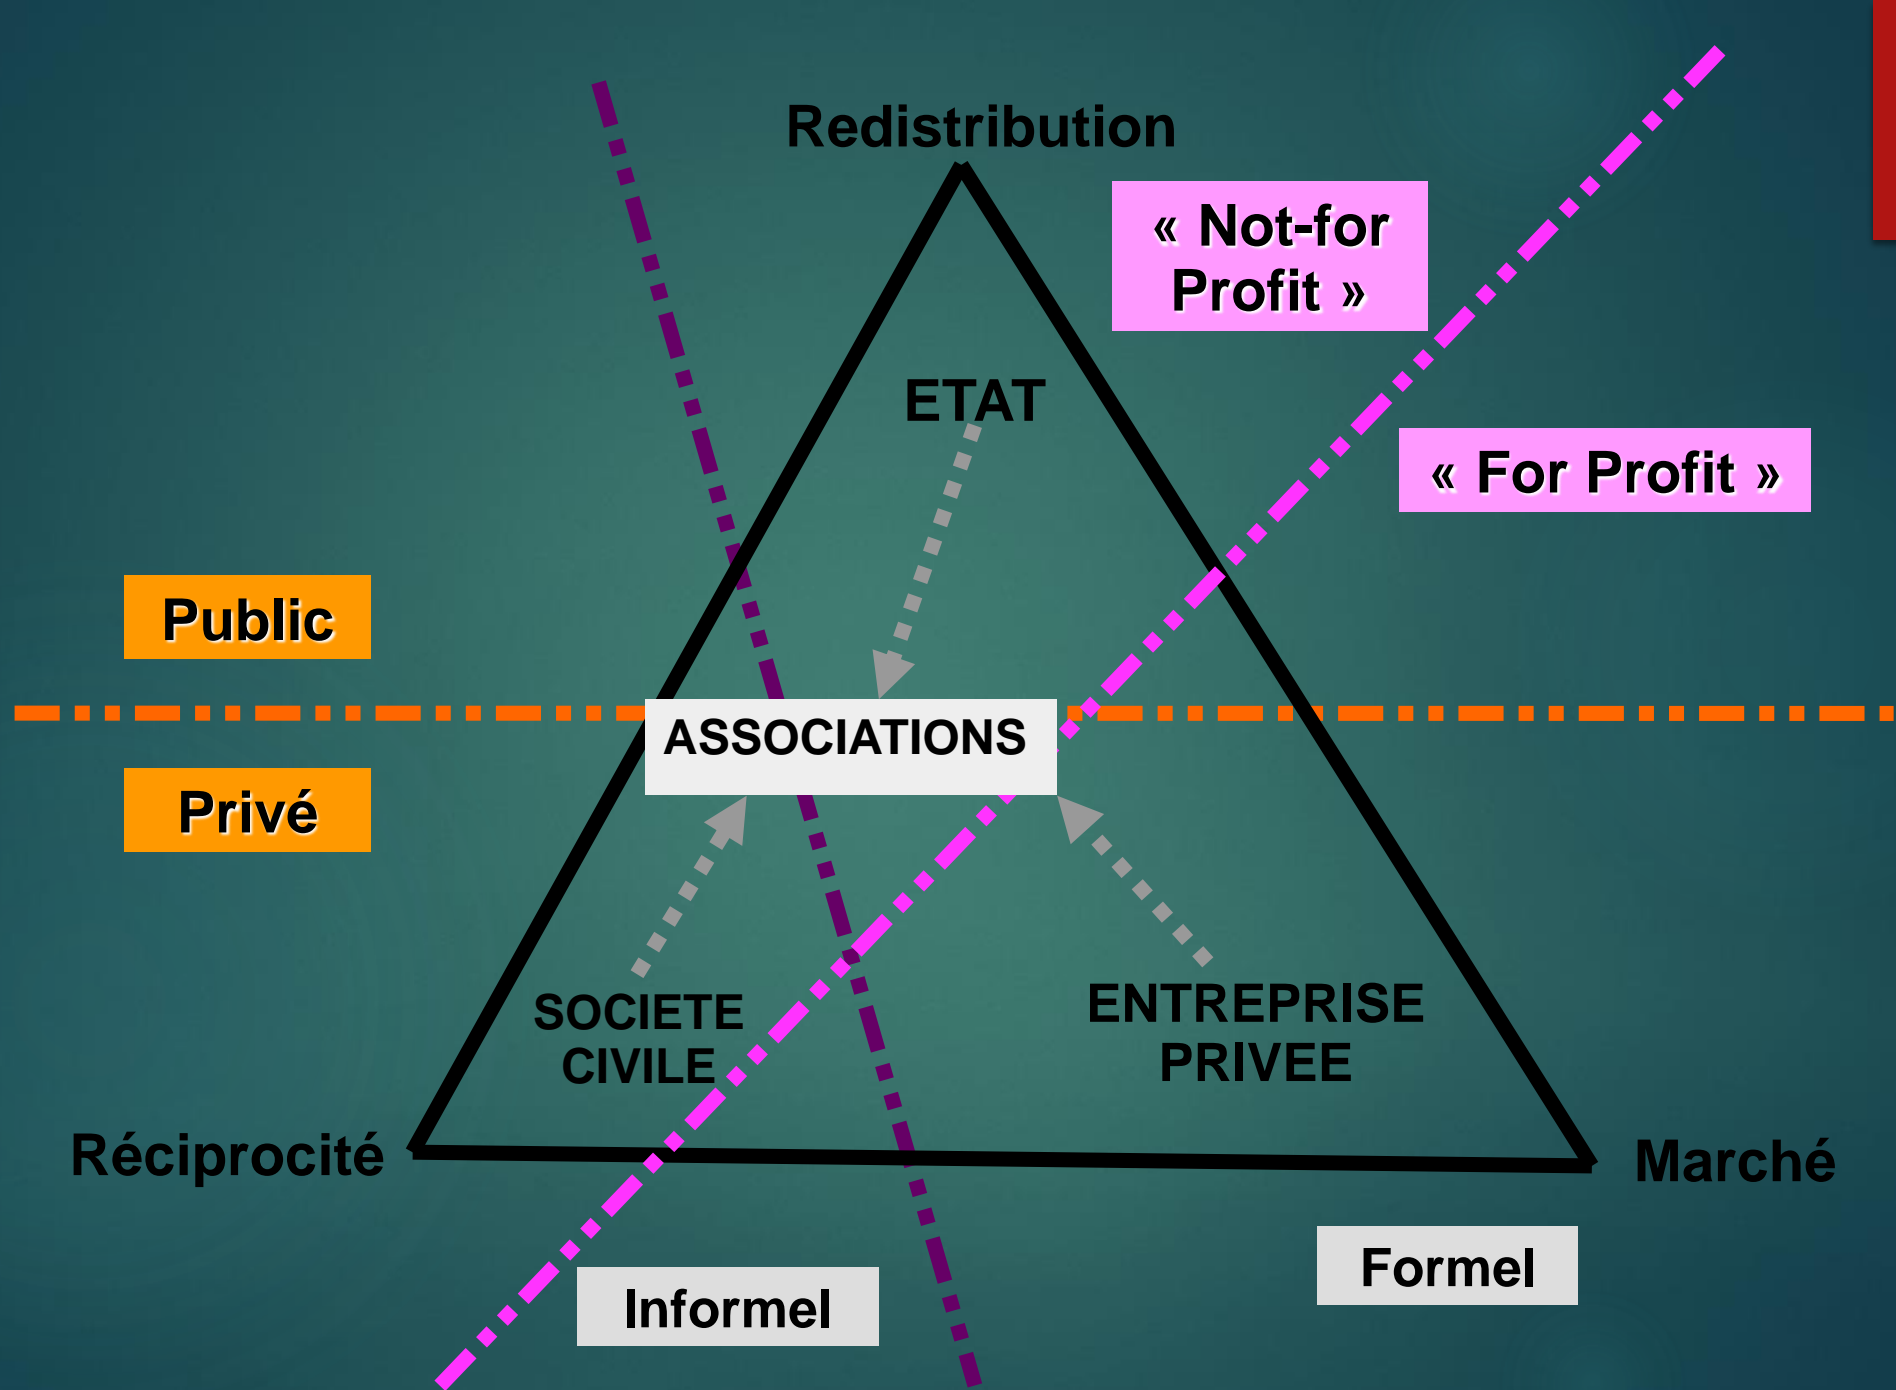 Redistribution
« Not-for
Profit »
ETAT
« For Profit »
Public
ASSOCIATIONS
Privé
SOCIETE
CIVILE
ENTREPRISE
PRIVEE
Réciprocité
Marché
Formel
Informel